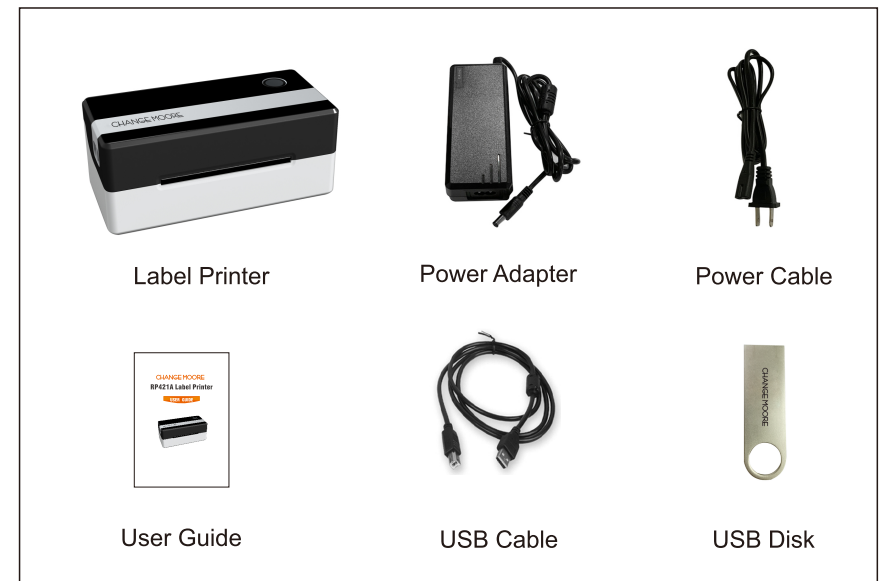 CHANGE MOORE
Label Printer
Power Adapter
Power Cable
CHANGE MOORE
RP421A Label Printer
USER GUIDE
CHANGE MOORE
User Guide
USB Cable
USB Disk